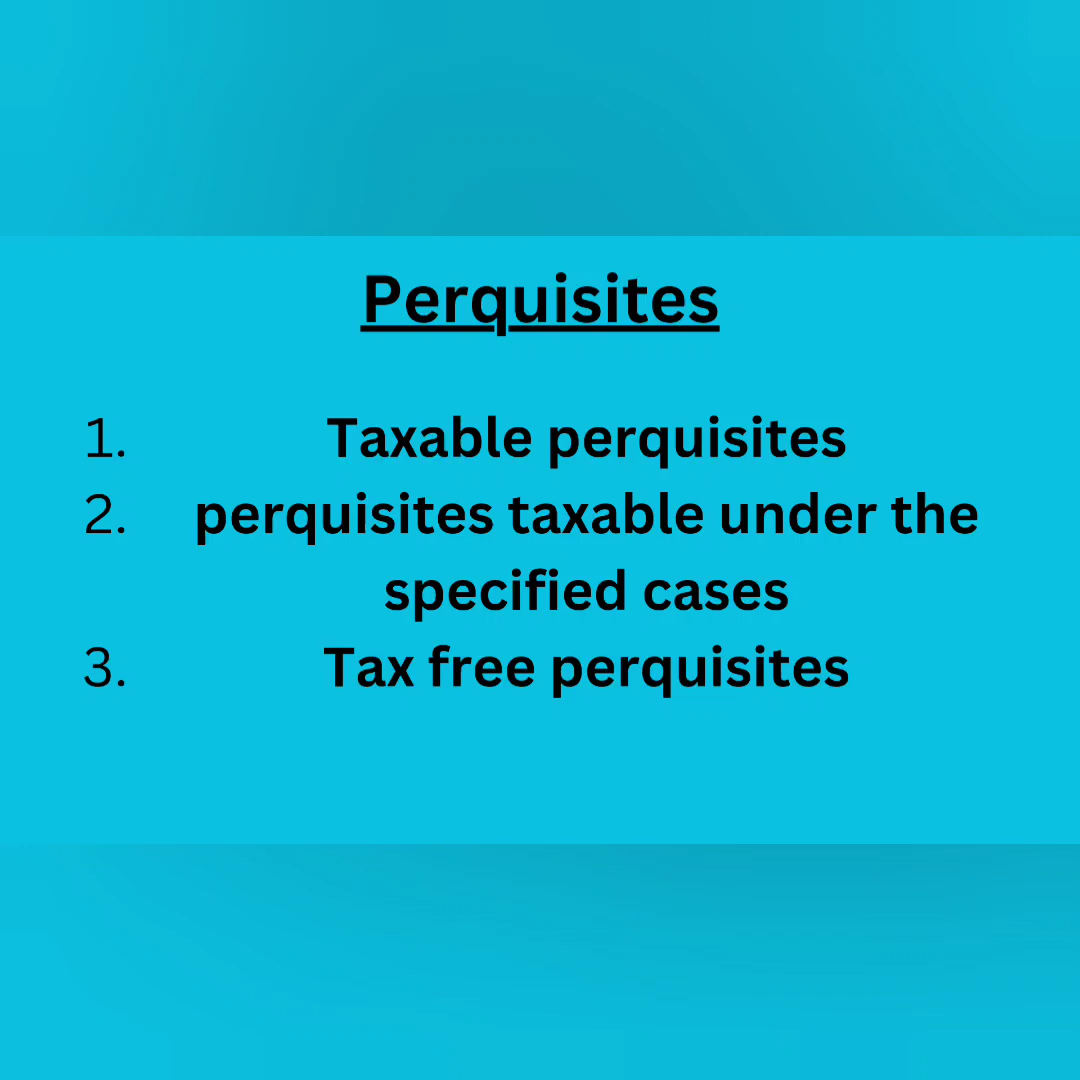 Perquisites
1. Taxable perquisites
2. perquisites taxable under the
specified cases
3. Tax free perquisites